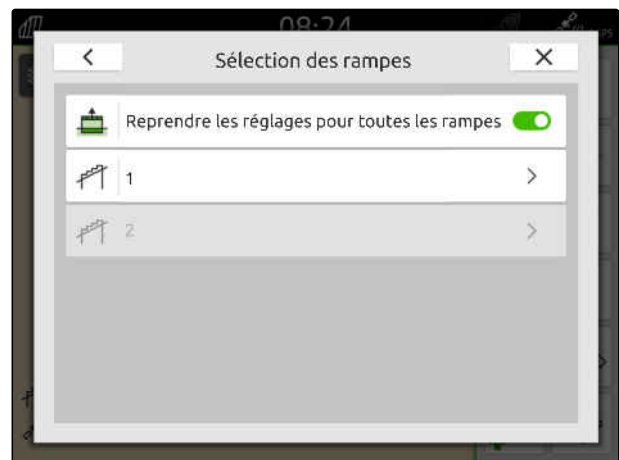 08:24
Sélection des rampes
Reprendre les réglages pour toutes les rampes
1
2